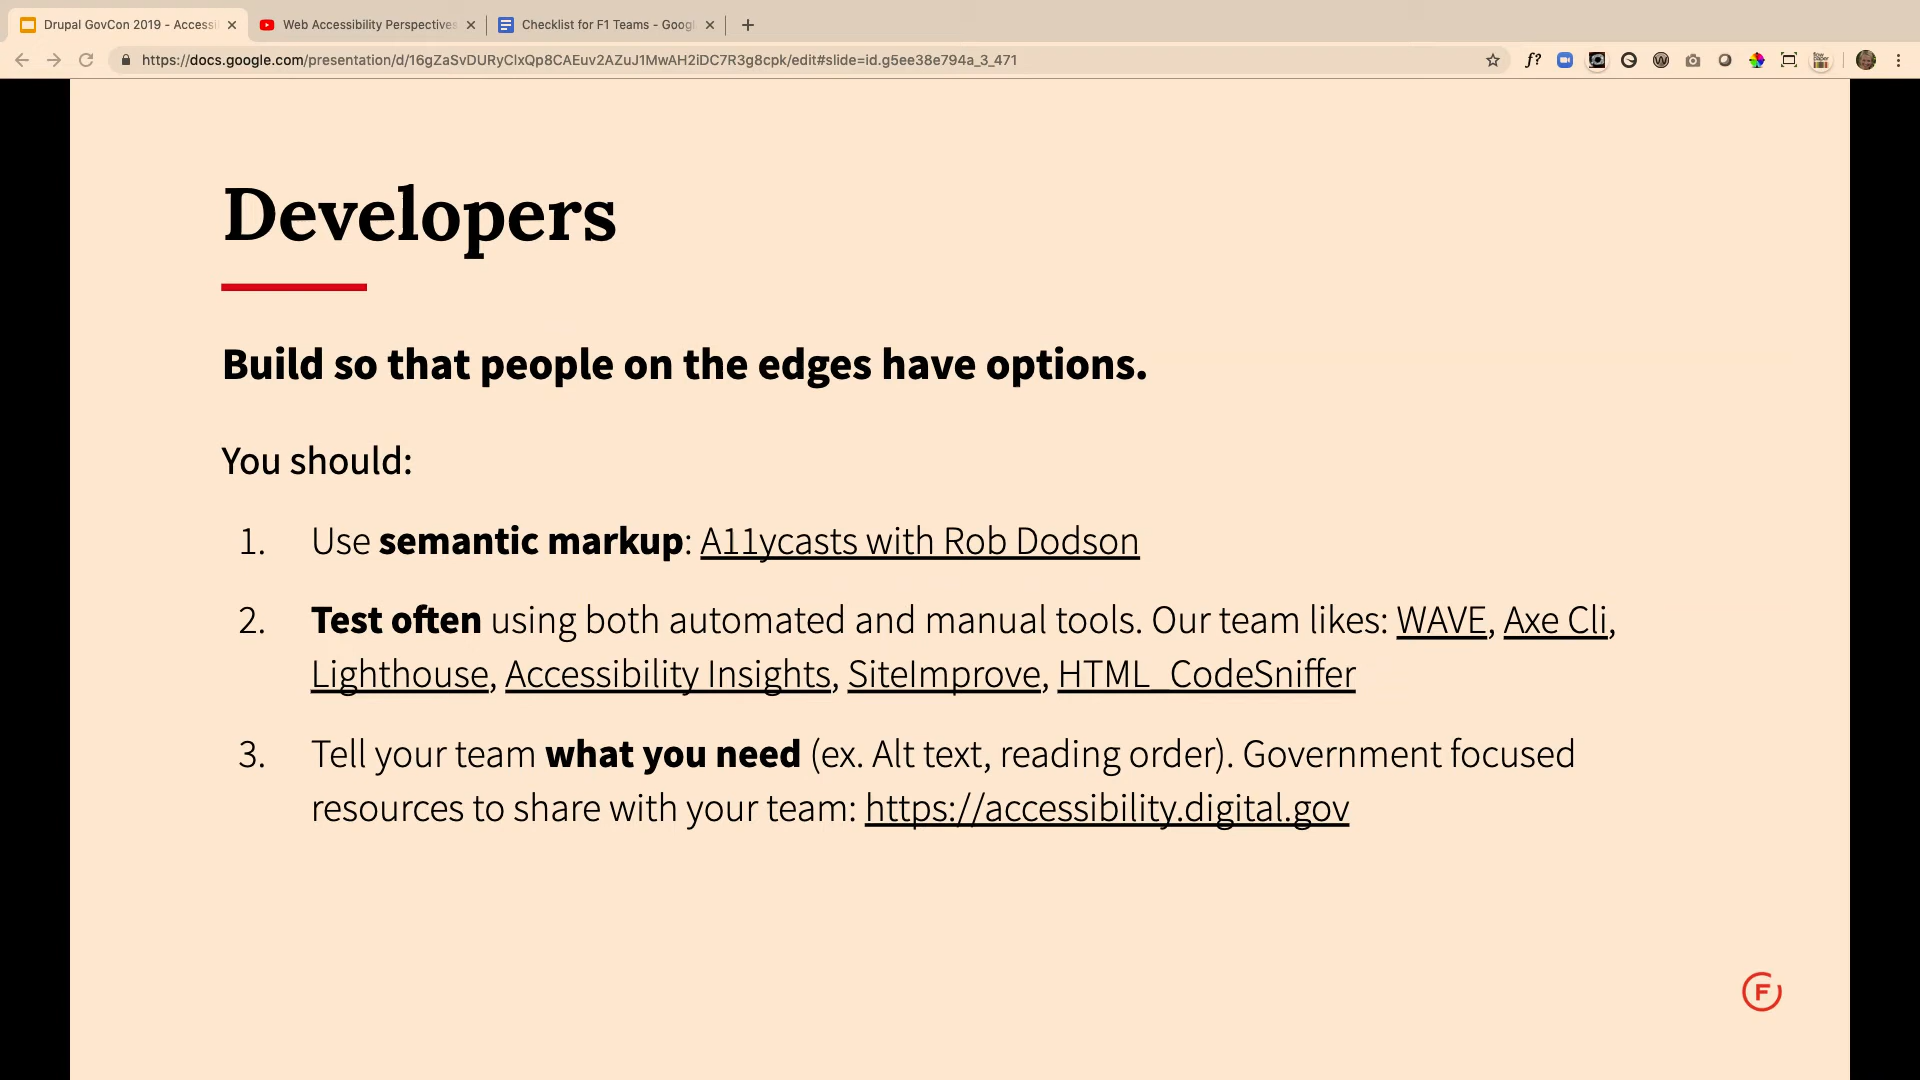 Drupal GovCon 2019 - Accessi
Web Accessibility Perspectives
Checklist for F1 Teams - Googl
https://docs.google.com/presentation/d/16gZaSvDURyClxQp8CAEuv2AZuJ1MwAH2iDC7R3g8cpk/edit#slide=id.g5ee38e794a_3_471
f?
Developers
Build so that people on the edges have options.
You should:
1. Use semantic markup: A11ycasts with Rob Dodson
2. Test often using both automated and manual tools. Our team likes: WAVE, Axe Cli,
Lighthouse, Accessibility Insights, SiteImprove, HTML_CodeSniffer
3. Tell your team what you need (ex. Alt text, reading order). Government focused
resources to share with your team: https://accessibility.digital.gov
F